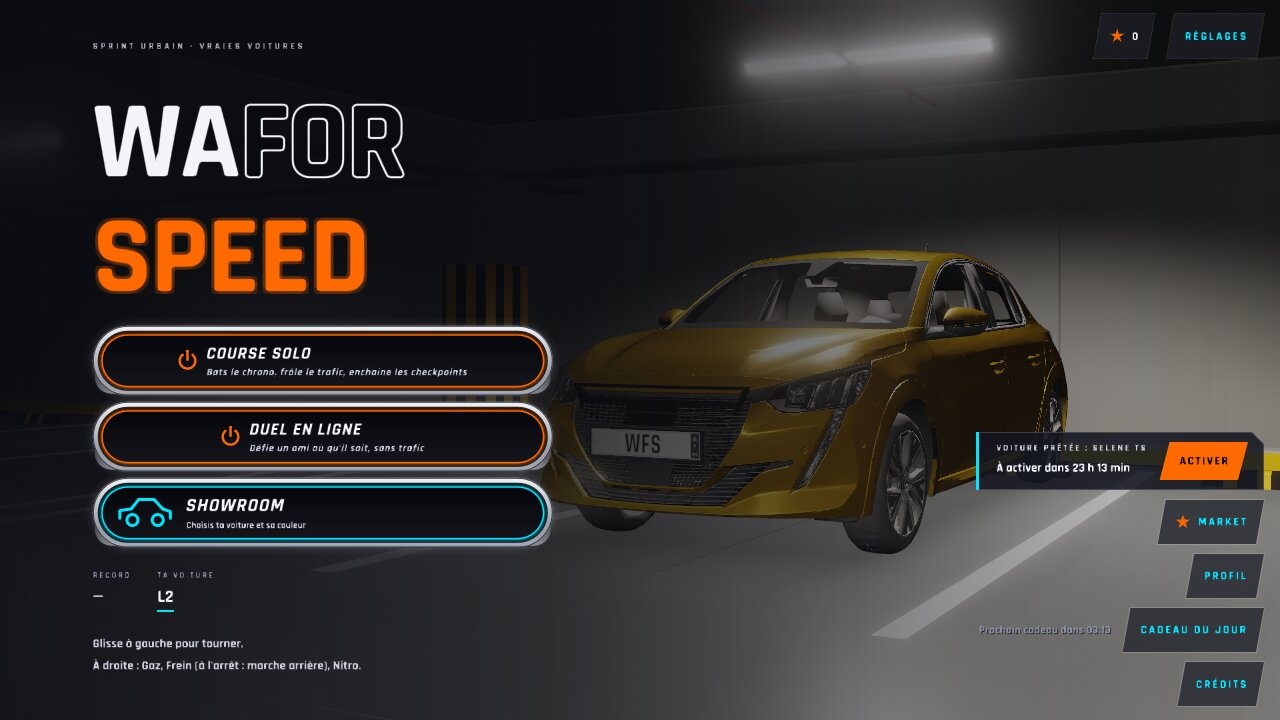 SPRINT URBAIN · VRAIES VOITURES
★ 0
RÉGLAGES
WAFOR
SPEED
COURSE SOLO
Bats le chrono, frôle le trafic, enchaîne les checkpoints
DUEL EN LIGNE
Défie un ami où qu'il soit, sans trafic
SHOWROOM
Choisis ta voiture et sa couleur
RECORD
—
TA VOITURE
L2
Glisse à gauche pour tourner.
À droite : Gaz, Frein (à l'arrêt : marche arrière), Nitro.
WFS
VOITURE PRÊTÉE : SELENE TS
À activer dans 23 h 13 min
ACTIVER
★ MARKET
PROFIL
Prochain cadeau dans 03:13
CADEAU DU JOUR
CRÉDITS